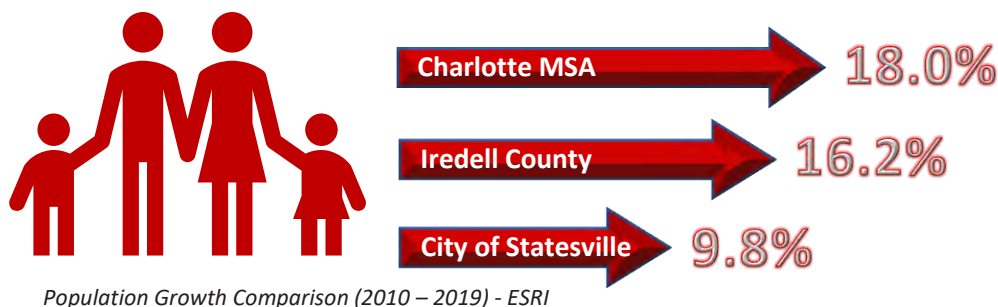 Charlotte MSA 18.0%
Iredell County 16.2%
City of Statesville 9.8%
Population Growth Comparison (2010 – 2019) - ESRI